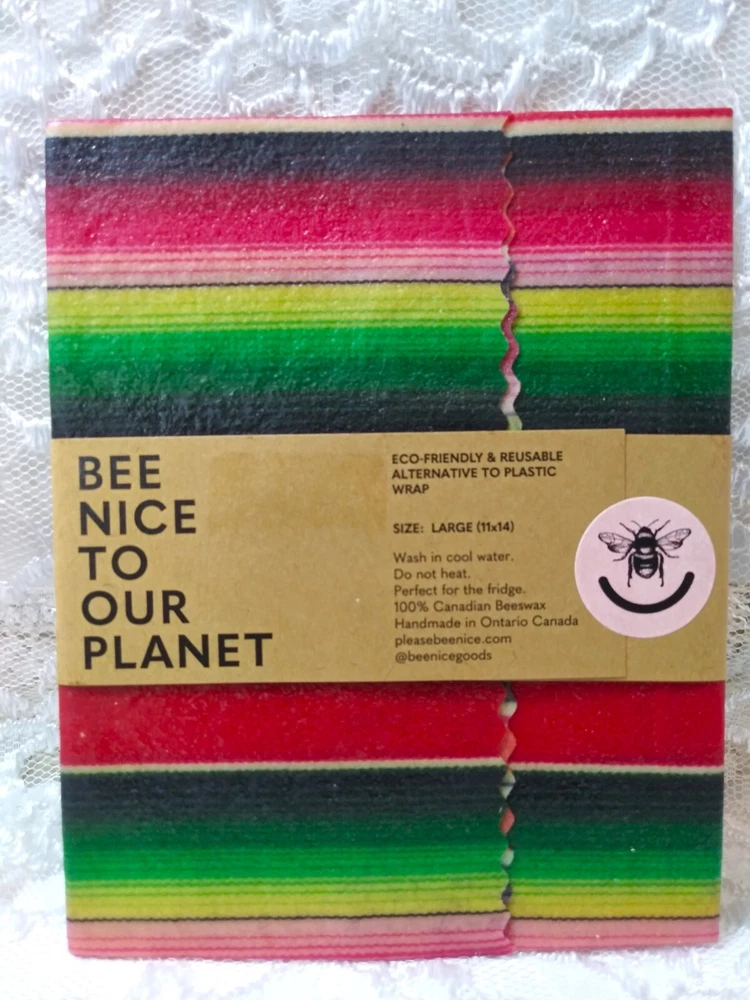 BEE
NICE
TO
OUR
PLANET
ECO-FRIENDLY & REUSABLE
ALTERNATIVE TO PLASTIC
WRAP
SIZE: LARGE (11x14)
Wash in cool water.
Do not heat.
Perfect for the fridge.
100% Canadian Beeswax
Handmade in Ontario Canada
pleasebeenice.com
@beenicegoods